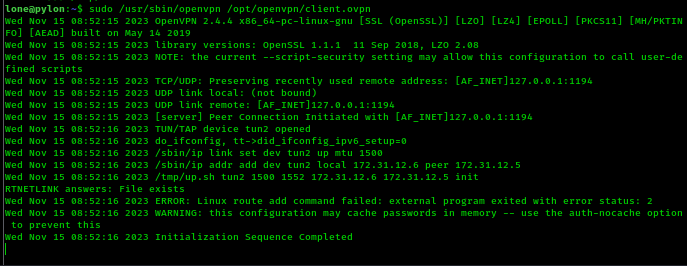 lone@pylon:~$ sudo /usr/sbin/openvpn /opt/openvpn/client.ovpn
Wed Nov 15 08:52:15 2023 OpenVPN 2.4.4 x86_64-pc-linux-gnu [SSL (OpenSSL)] [LZO] [LZ4] [EPOLL] [PKCS11] [MH/PKTIN
FO] [AEAD] built on May 14 2019
Wed Nov 15 08:52:15 2023 library versions: OpenSSL 1.1.1  11 Sep 2018, LZO 2.08
Wed Nov 15 08:52:15 2023 NOTE: the current --script-security setting may allow this configuration to call user-de
fined scripts
Wed Nov 15 08:52:15 2023 TCP/UDP: Preserving recently used remote address: [AF_INET]127.0.0.1:1194
Wed Nov 15 08:52:15 2023 UDP link local: (not bound)
Wed Nov 15 08:52:15 2023 UDP link remote: [AF_INET]127.0.0.1:1194
Wed Nov 15 08:52:15 2023 [server] Peer Connection Initiated with [AF_INET]127.0.0.1:1194
Wed Nov 15 08:52:16 2023 TUN/TAP device tun2 opened
Wed Nov 15 08:52:16 2023 do_ifconfig, tt->did_ifconfig_ipv6_setup=0
Wed Nov 15 08:52:16 2023 /sbin/ip link set dev tun2 up mtu 1500
Wed Nov 15 08:52:16 2023 /sbin/ip addr add dev tun2 local 172.31.12.6 peer 172.31.12.5
Wed Nov 15 08:52:16 2023 /tmp/up.sh tun2 1500 1552 172.31.12.6 172.31.12.5 init
RTNETLINK answers: File exists
Wed Nov 15 08:52:16 2023 ERROR: Linux route add command failed: external program exited with error status: 2
Wed Nov 15 08:52:16 2023 WARNING: this configuration may cache passwords in memory -- use the auth-nocache option
 to prevent this
Wed Nov 15 08:52:16 2023 Initialization Sequence Completed